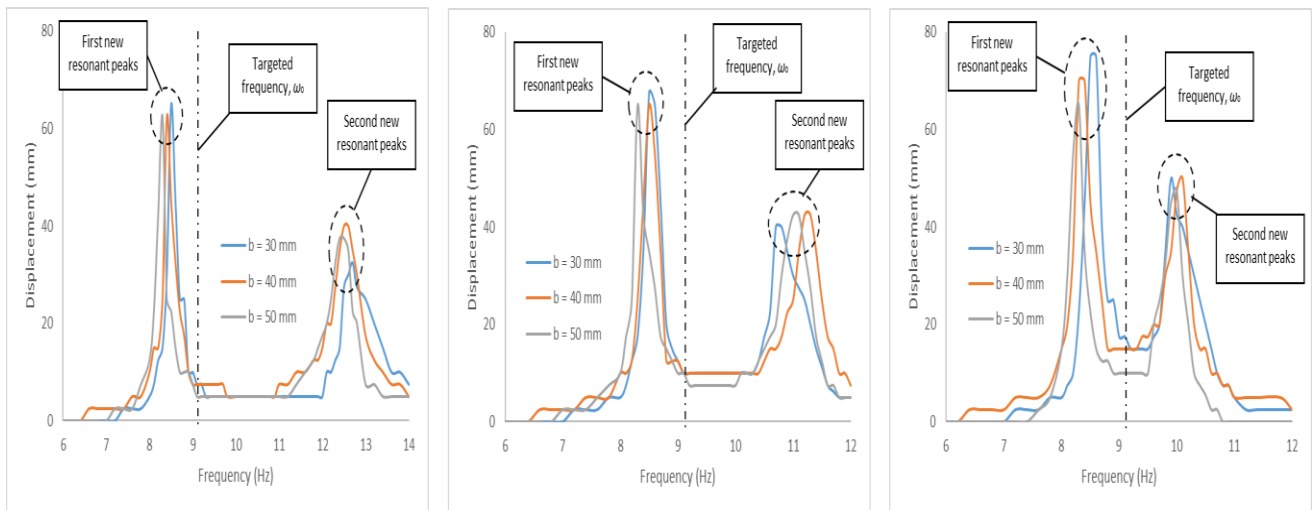 80
60
40
20
0
6 7 8 9 10 11 12 13 14
Displacement (mm)
Frequency (Hz)
First new
resonant peaks
Targeted
frequency, ω₀
Second new
resonant peaks
b = 30 mm
b = 40 mm
b = 50 mm
80
60
40
20
0
6 7 8 9 10 11 12
Displacement (mm)
Frequency (Hz)
First new
resonant peaks
Targeted
frequency, ω₀
Second new
resonant peaks
b = 30 mm
b = 40 mm
b = 50 mm
80
60
40
20
0
6 7 8 9 10 11 12
Displacement (mm)
Frequency (Hz)
First new
resonant peaks
Targeted
frequency, ω₀
Second new
resonant peaks
b = 30 mm
b = 40 mm
b = 50 mm